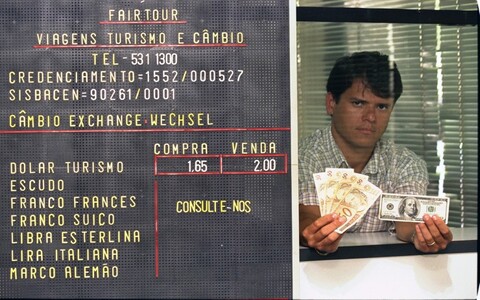 FAIRTOUR
VIAGENS TURISMO E CÂMBIO
TEL - 531 1300
CREDENCIAMENTO=1552/000527
SISBACEN=90261/0001
CÂMBIO EXCHANGE-WECHSEL
COMPRA VENDA
DOLAR TURISMO 1,65 2,00
ESCUDO
FRANCO FRANCES
FRANCO SUICO
CONSULTE-NOS
LIBRA ESTERLINA
LIRA ITALIANA
MARCO ALEMÃO